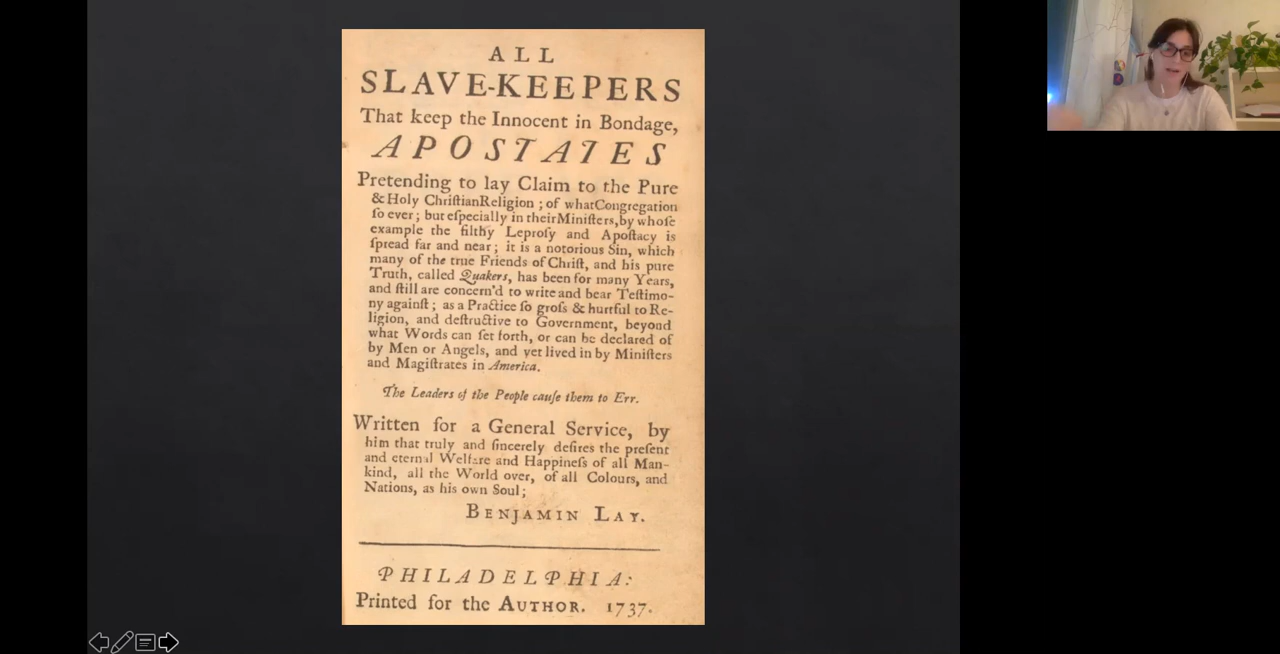 ALL
SLAVE-KEEPERS
That keep the Innocent in Bondage,
APOSTATES
Pretending to lay Claim to the Pure
& Holy Chriſtian Religion ; of what Congregation
ſo ever ; but eſpecially in their Miniſters, by whoſe
example the filthy Leproſy and Apoſtacy is
ſpread far and near ; it is a notorious Sin, which
many of the true Friends of Chriſt, and his pure
Truth, called Quakers, has been for many Years,
and ſtill are concern'd to write and bear Teſtimo-
ny againſt ; as a Practice ſo groſs & hurtful to Re-
ligion, and deſtructive to Government, beyond
what Words can ſet forth, or can be declared of
by Men or Angels, and yet lived in by Miniſters
and Magiſtrates in America.
The Leaders of the People cauſe them to Err.
Written for a General Service, by
him that truly and ſincerely deſires the preſent
and eternal Welfare and Happineſs of all Man-
kind, all the World over, of all Colours, and
Nations, as his own Soul ;
BENJAMIN LAY.
PHILADELPHIA:
Printed for the AUTHOR. 1737.